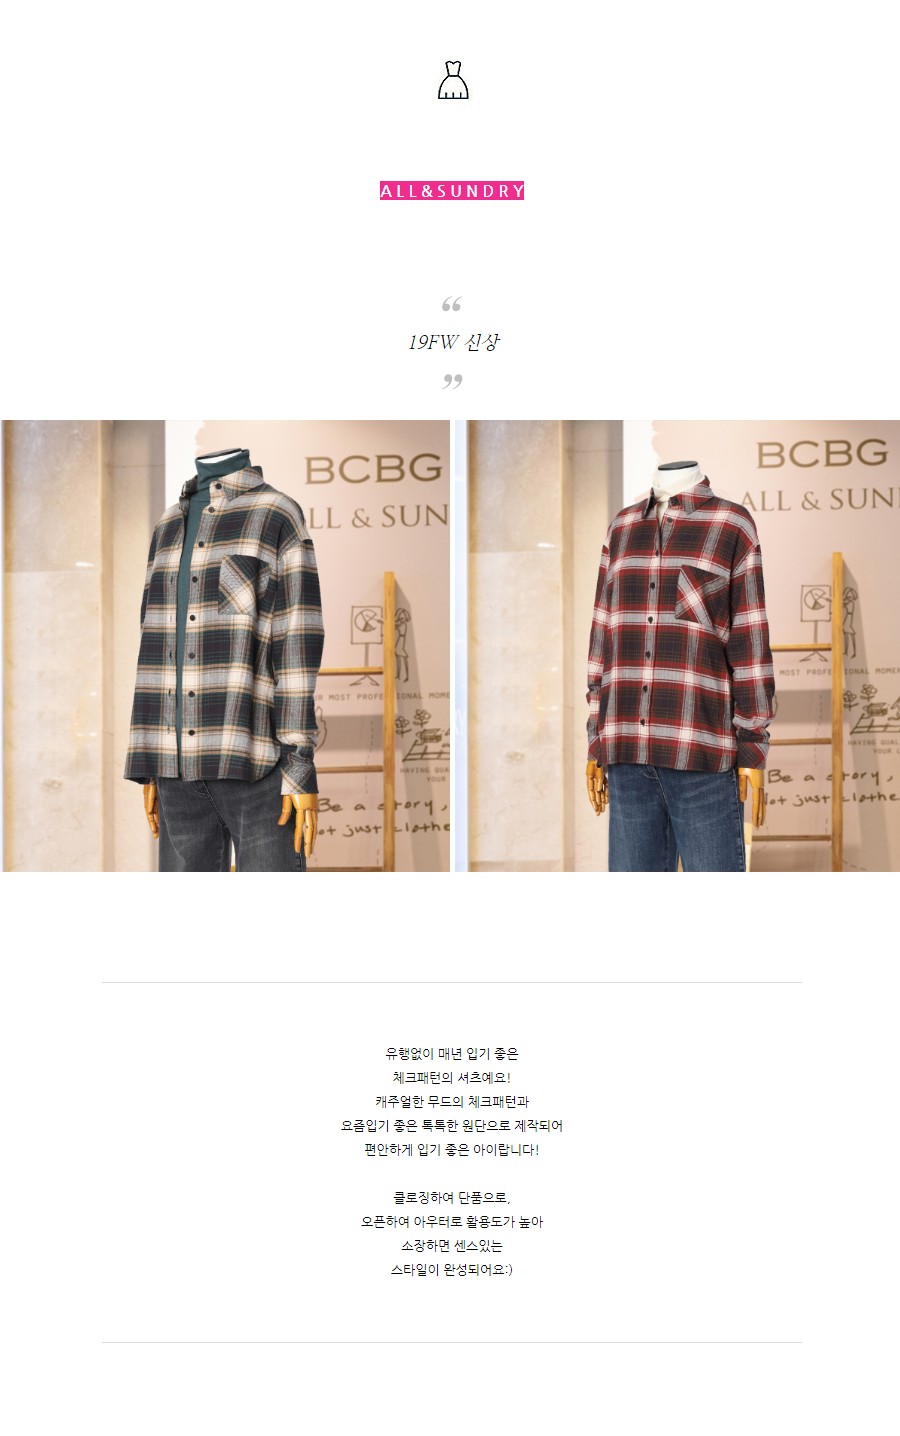 ALL&SUNDRY
“
19FW 신상
”
BCBG
ALL & SUN
UR MOST PROFESSIONAL MOME
HAVING QUAL
YOUR L
Be a story,
Not just clothe
BCBG
ALL & SUN
MOST PROFESSIONAL MOMEN
HAVING QUA
YOUR
Be a story,
Not just clothe
유행없이 매년 입기 좋은
체크패턴의 셔츠예요!
캐주얼한 무드의 체크패턴과
요즘입기 좋은 톡톡한 원단으로 제작되어
편안하게 입기 좋은 아이랍니다!
클로징하여 단품으로,
오픈하여 아우터로 활용도가 높아
소장하면 센스있는
스타일이 완성되어요:)